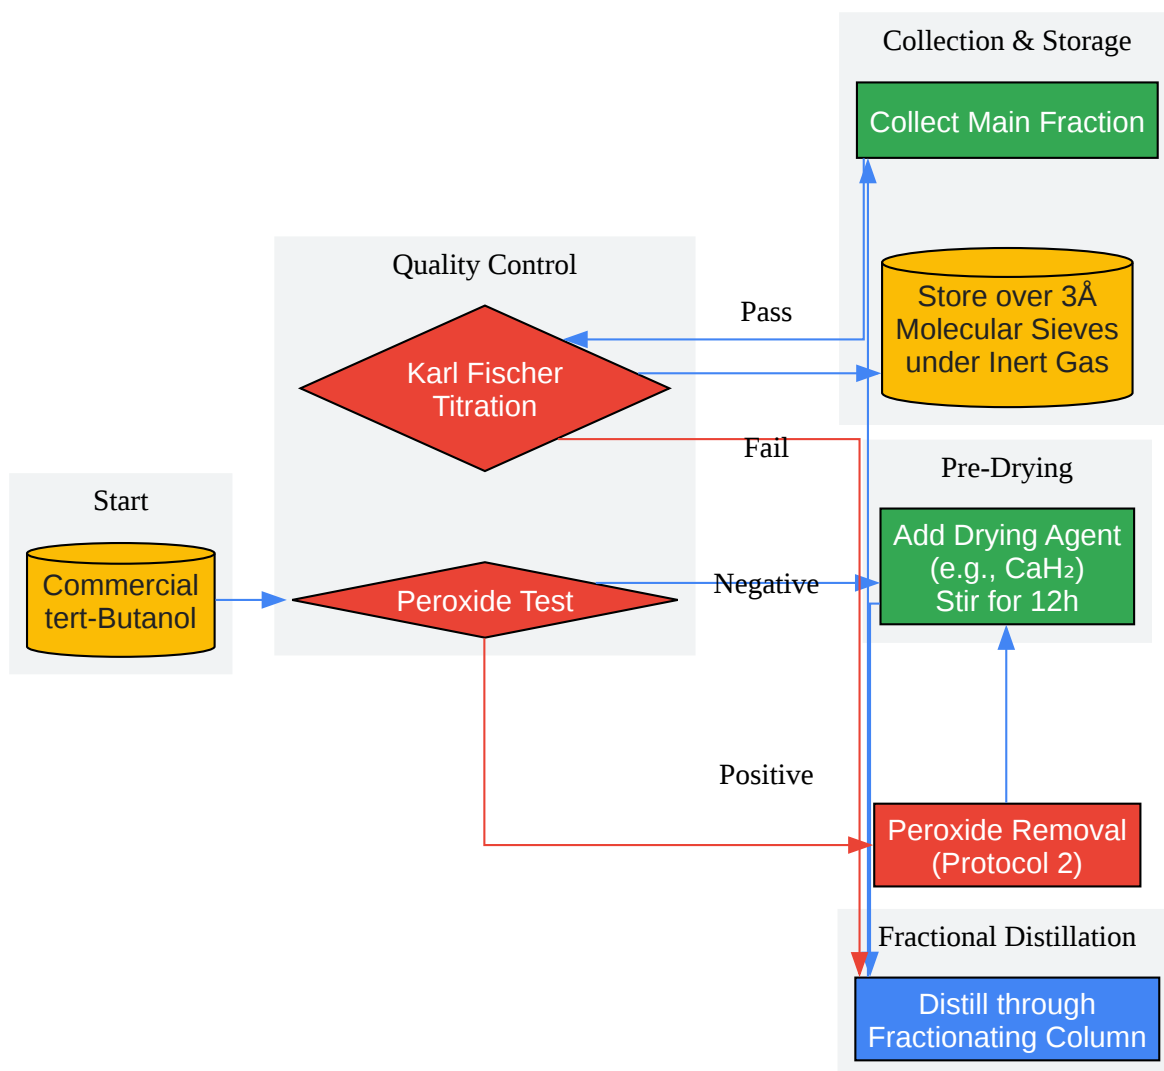 Collection & Storage
Collect Main Fraction
Store over 3Å
Molecular Sieves
under Inert Gas
Quality Control
Karl Fischer
Titration
Pass
Fail
Start
Commercial
tert-Butanol
Peroxide Test
Negative
Positive
Pre-Drying
Add Drying Agent
(e.g., CaH₂)
Stir for 12h
Peroxide Removal
(Protocol 2)
Fractional Distillation
Distill through
Fractionating Column